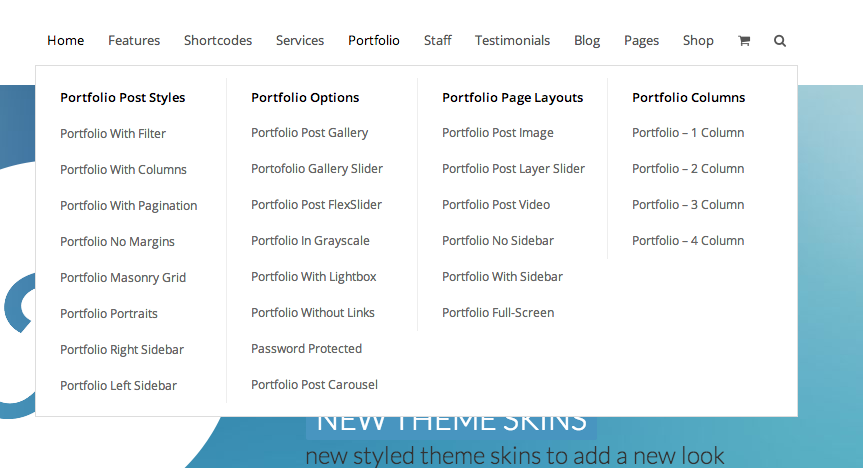 Home Features Shortcodes Services Portfolio Staff Testimonials Blog Pages Shop
Portfolio Post Styles
Portfolio With Filter
Portfolio With Columns
Portfolio With Pagination
Portfolio No Margins
Portfolio Masonry Grid
Portfolio Portraits
Portfolio Right Sidebar
Portfolio Left Sidebar
Portfolio Options
Portfolio Post Gallery
Portofolio Gallery Slider
Portfolio Post FlexSlider
Portfolio In Grayscale
Portfolio With Lightbox
Portfolio Without Links
Password Protected
Portfolio Post Carousel
Portfolio Page Layouts
Portfolio Post Image
Portfolio Post Layer Slider
Portfolio Post Video
Portfolio No Sidebar
Portfolio With Sidebar
Portfolio Full-Screen
Portfolio Columns
Portfolio – 1 Column
Portfolio – 2 Column
Portfolio – 3 Column
Portfolio – 4 Column
NEW THEME SKINS
new styled theme skins to add a new look